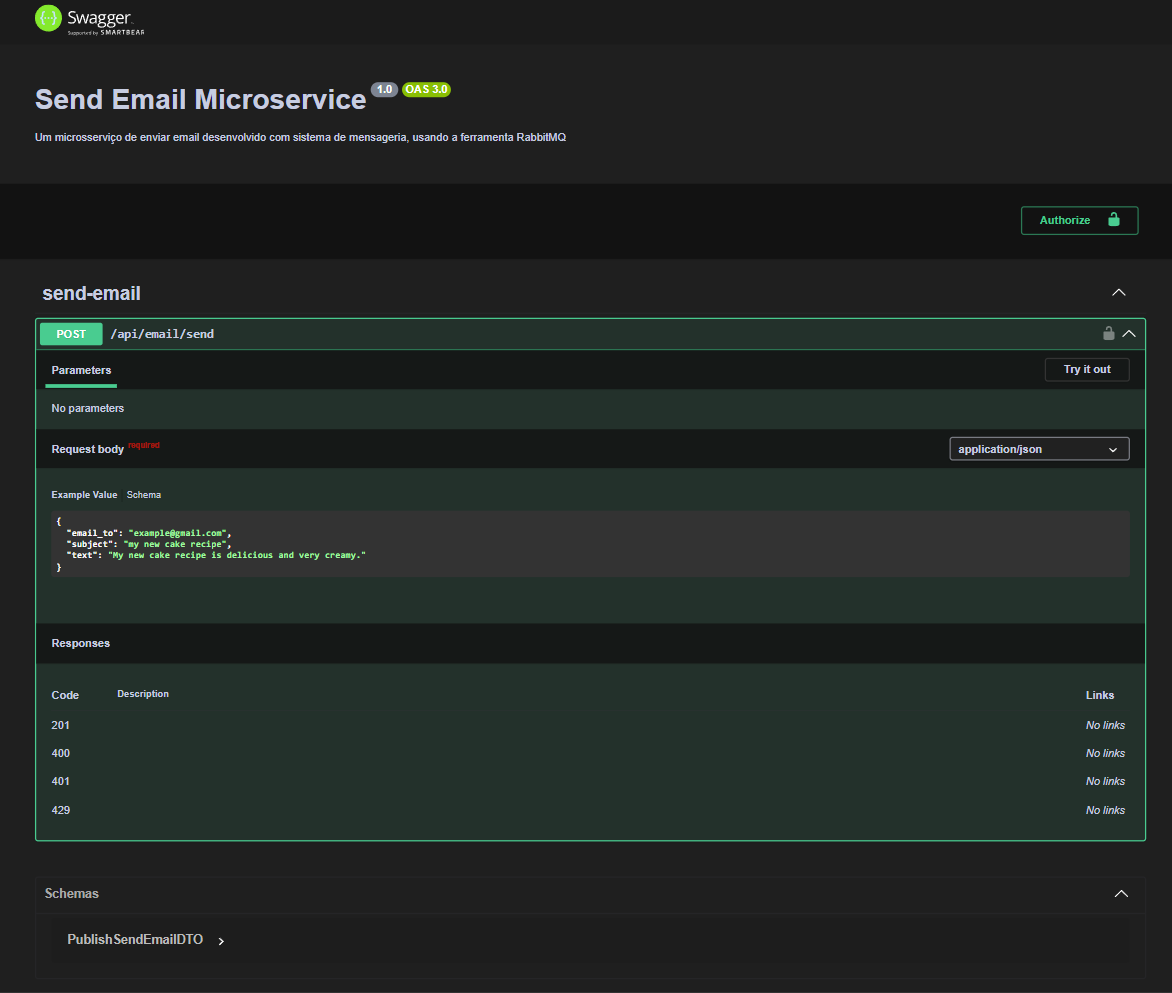 Swagger
Supported by SMARTBEAR
Send Email Microservice 1.0 OAS 3.0
Um microsserviço de enviar email desenvolvido com sistema de mensageria, usando a ferramenta RabbitMQ
Authorize
send-email
POST /api/email/send
Parameters Try it out
No parameters
Request body required application/json
Example Value Schema
{
"email_to": "example@gmail.com",
"subject": "my new cake recipe",
"text": "My new cake recipe is delicious and very creamy."
}
Responses
Code Description Links
201 No links
400 No links
401 No links
429 No links
Schemas
PublishSendEmailDTO